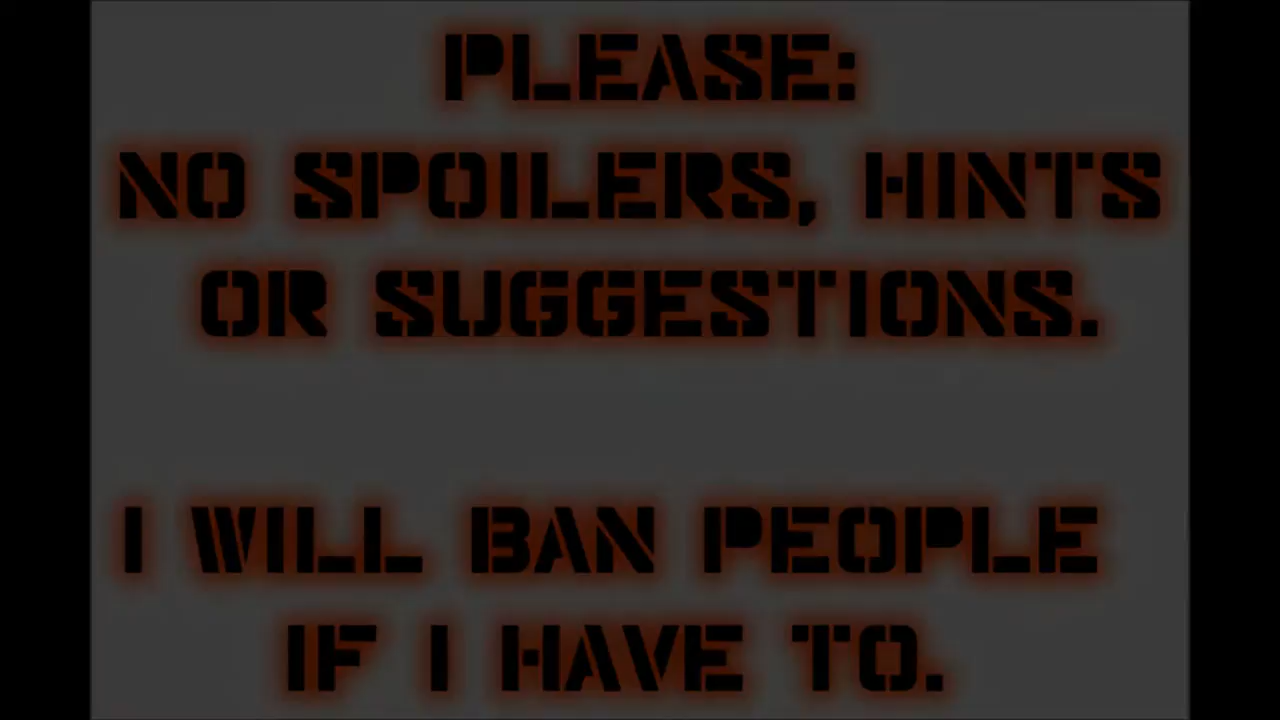 PLEASE:
NO SPOILERS, HINTS
OR SUGGESTIONS.
I WILL BAN PEOPLE
IF I HAVE TO.